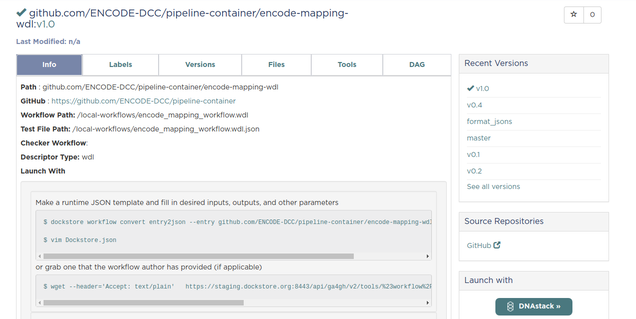 github.com/ENCODE-DCC/pipeline-container/encode-mapping-
wdl:v1.0
0
Last Modified: n/a
Info Labels Versions Files Tools DAG
Path : github.com/ENCODE-DCC/pipeline-container/encode-mapping-wdl
GitHub : https://github.com/ENCODE-DCC/pipeline-container
Workflow Path: /local-workflows/encode_mapping_workflow.wdl
Test File Path: /local-workflows/encode_mapping_workflow.wdl.json
Checker Workflow:
Descriptor Type: wdl
Launch With
Make a runtime JSON template and fill in desired inputs, outputs, and other parameters
$ dockstore workflow convert entry2json --entry github.com/ENCODE-DCC/pipeline-container/encode-mapping-wdl
$ vim Dockstore.json
or grab one that the workflow author has provided (if applicable)
$ wget --header='Accept: text/plain' https://staging.dockstore.org:8443/api/ga4gh/v2/tools/%23workflow%2F
Recent Versions
v1.0
v0.4
format_jsons
master
v0.1
v0.2
See all versions
Source Repositories
GitHub
Launch with
DNAstack »